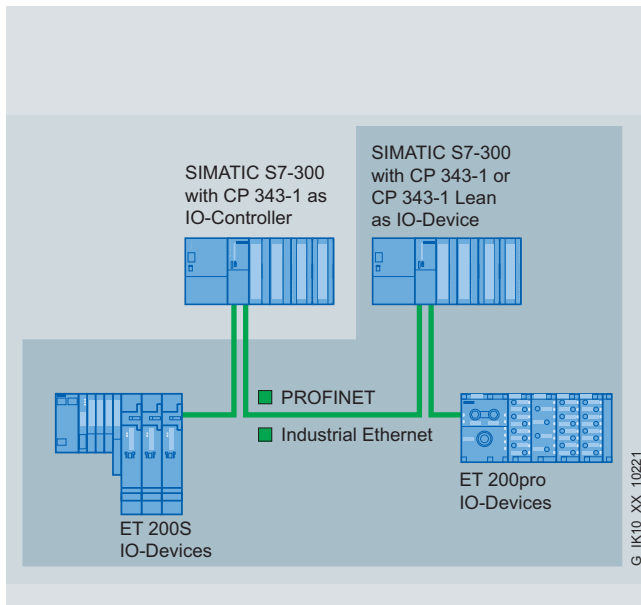 SIMATIC S7-300
with CP 343-1 as
IO-Controller
SIMATIC S7-300
with CP 343-1 or
CP 343-1 Lean
as IO-Device
PROFINET
Industrial Ethernet
ET 200S
IO-Devices
ET 200pro
IO-Devices
G_IK10_XX_10221